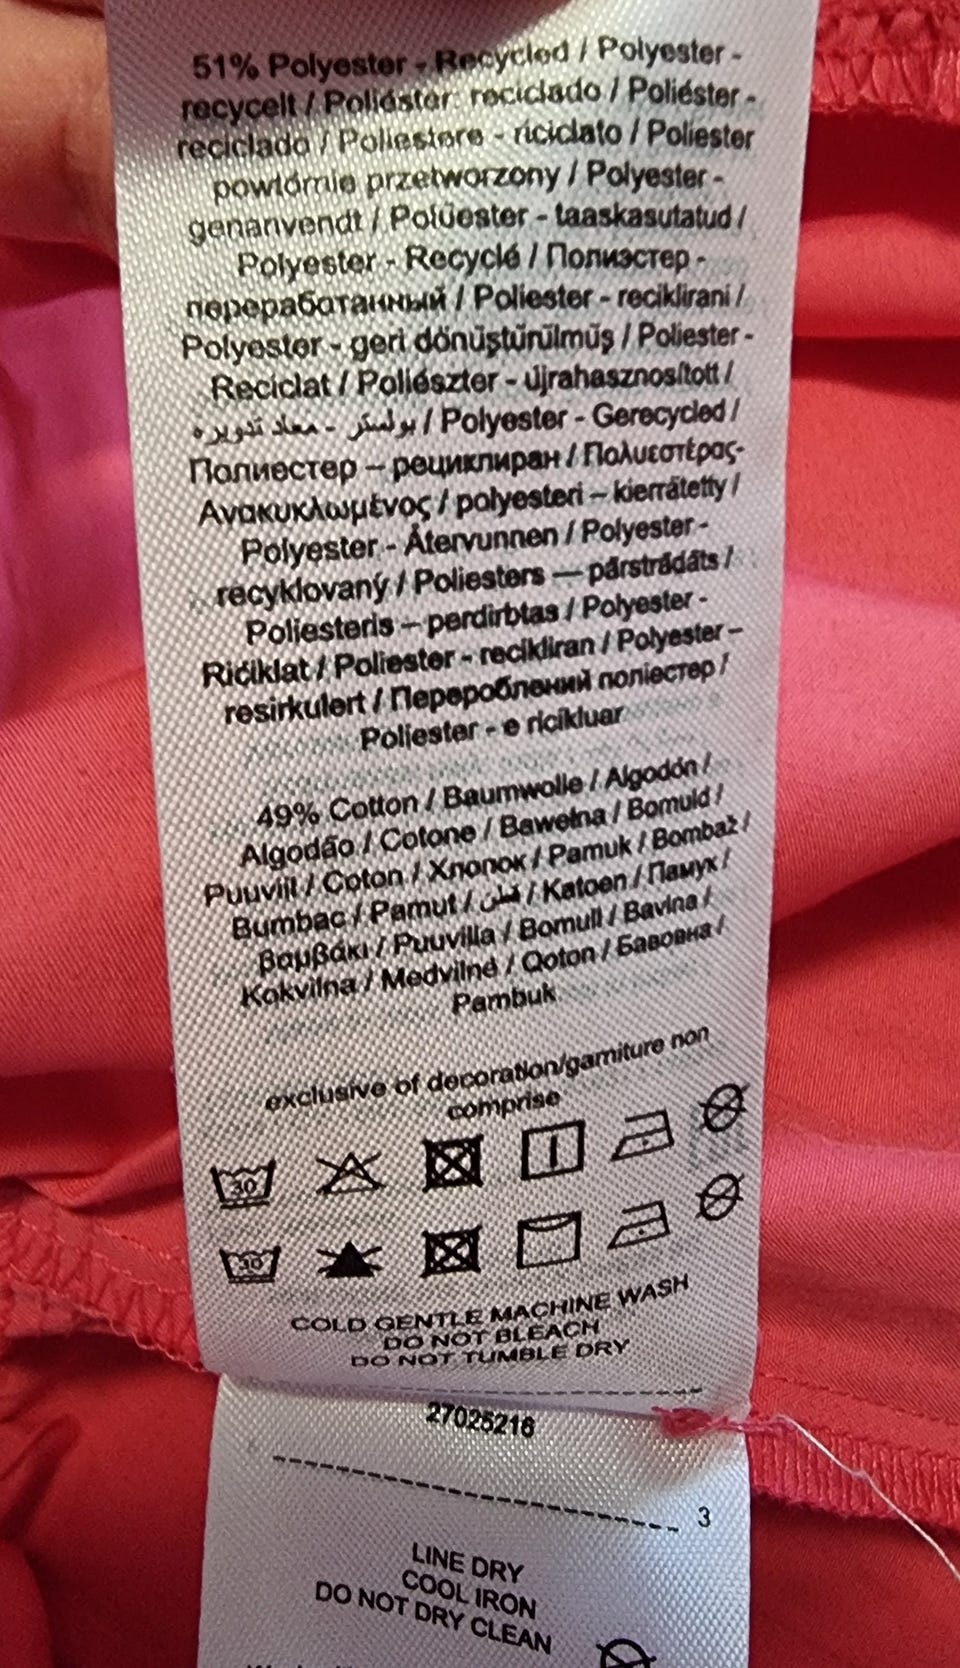 51% Polyester - Recycled / Polyester -
recycelt / Poliéster: reciclado / Poliéster -
reciclado / Poliestere - riciclato / Poliester
powtórnie przetworzony / Polyester -
genanvendt / Polüester - taaskasutatud /
Polyester - Recyclé / Полиэстер -
переработанный / Poliester - reciklirani /
Polyester - geri dönüştürülmüş / Poliester -
Reciclat / Poliészter - újrahasznosított /
بوليستر - معاد تدويره / Polyester - Gerecycled /
Полиестер – рециклиран / Πολυεστέρας-
Ανακυκλωμένος / polyesteri – kierrätetty /
Polyester - Återvunnen / Polyester -
recyklovaný / Poliesters — pārstrādāts /
Poliesteris – perdirbtas / Polyester -
Riċiklat / Poliester - recikliran / Polyester –
resirkulert / Перероблений поліестер /
Poliester - e ricikluar
49% Cotton / Baumwolle / Algodón /
Algodão / Cotone / Bawełna / Bomuld /
Puuvill / Coton / Хлопок / Pamuk / Bombaž /
Bumbac / Pamut / قطن / Katoen / Памук /
Βαμβάκι / Puuvilla / Bomull / Bavlna /
Kokvilna / Medvilnė / Qoton / Бавовна /
Pambuk
exclusive of decoration/garniture non
comprise
30
30
COLD GENTLE MACHINE WASH
DO NOT BLEACH
DO NOT TUMBLE DRY
27025216
3
LINE DRY
COOL IRON
DO NOT DRY CLEAN